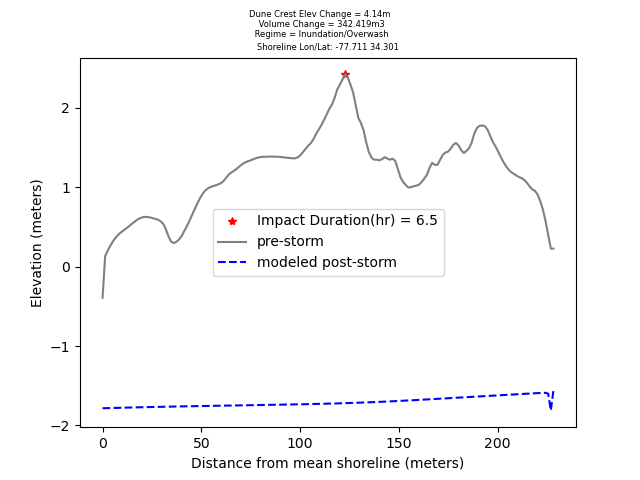 Dune Crest Elev Change = 4.14m
Volume Change = 342.419m3
Regime = Inundation/Overwash
Shoreline Lon/Lat: -77.711 34.301
2
1
0
−1
−2
Elevation (meters)
Impact Duration(hr) = 6.5
pre-storm
modeled post-storm
0 50 100 150 200
Distance from mean shoreline (meters)